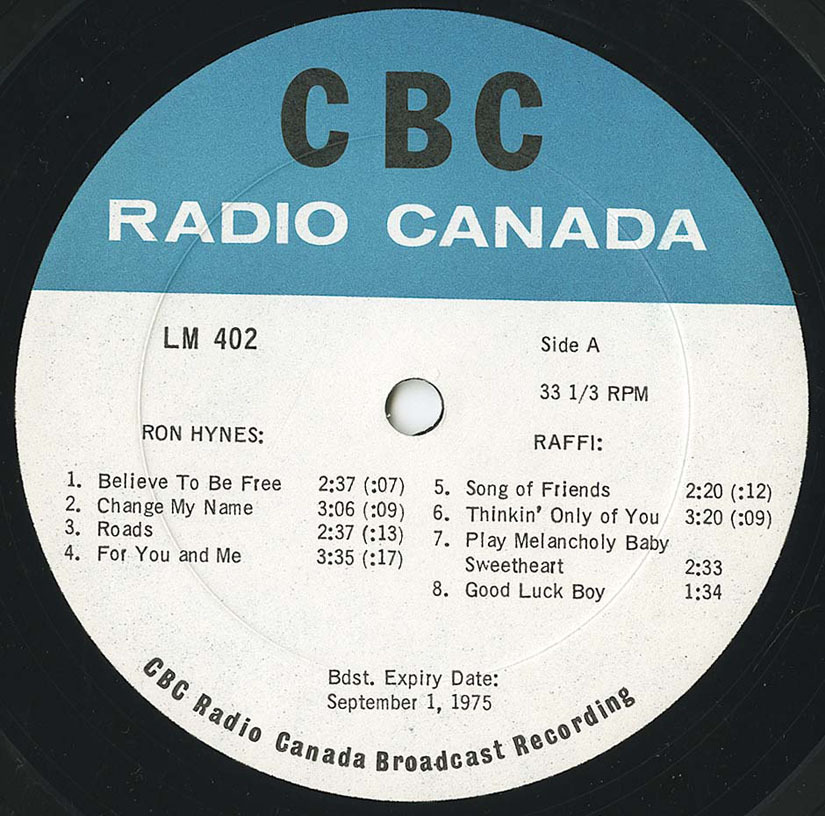 CBC
RADIO CANADA
LM 402
Side A
33 1/3 RPM
RON HYNES:
1. Believe To Be Free 2:37 (:07)
2. Change My Name 3:06 (:09)
3. Roads 2:37 (:13)
4. For You and Me 3:35 (:17)
RAFFI:
5. Song of Friends 2:20 (:12)
6. Thinkin' Only of You 3:20 (:09)
7. Play Melancholy Baby
Sweetheart 2:33
8. Good Luck Boy 1:34
Bdst. Expiry Date:
September 1, 1975
CBC Radio Canada Broadcast Recording